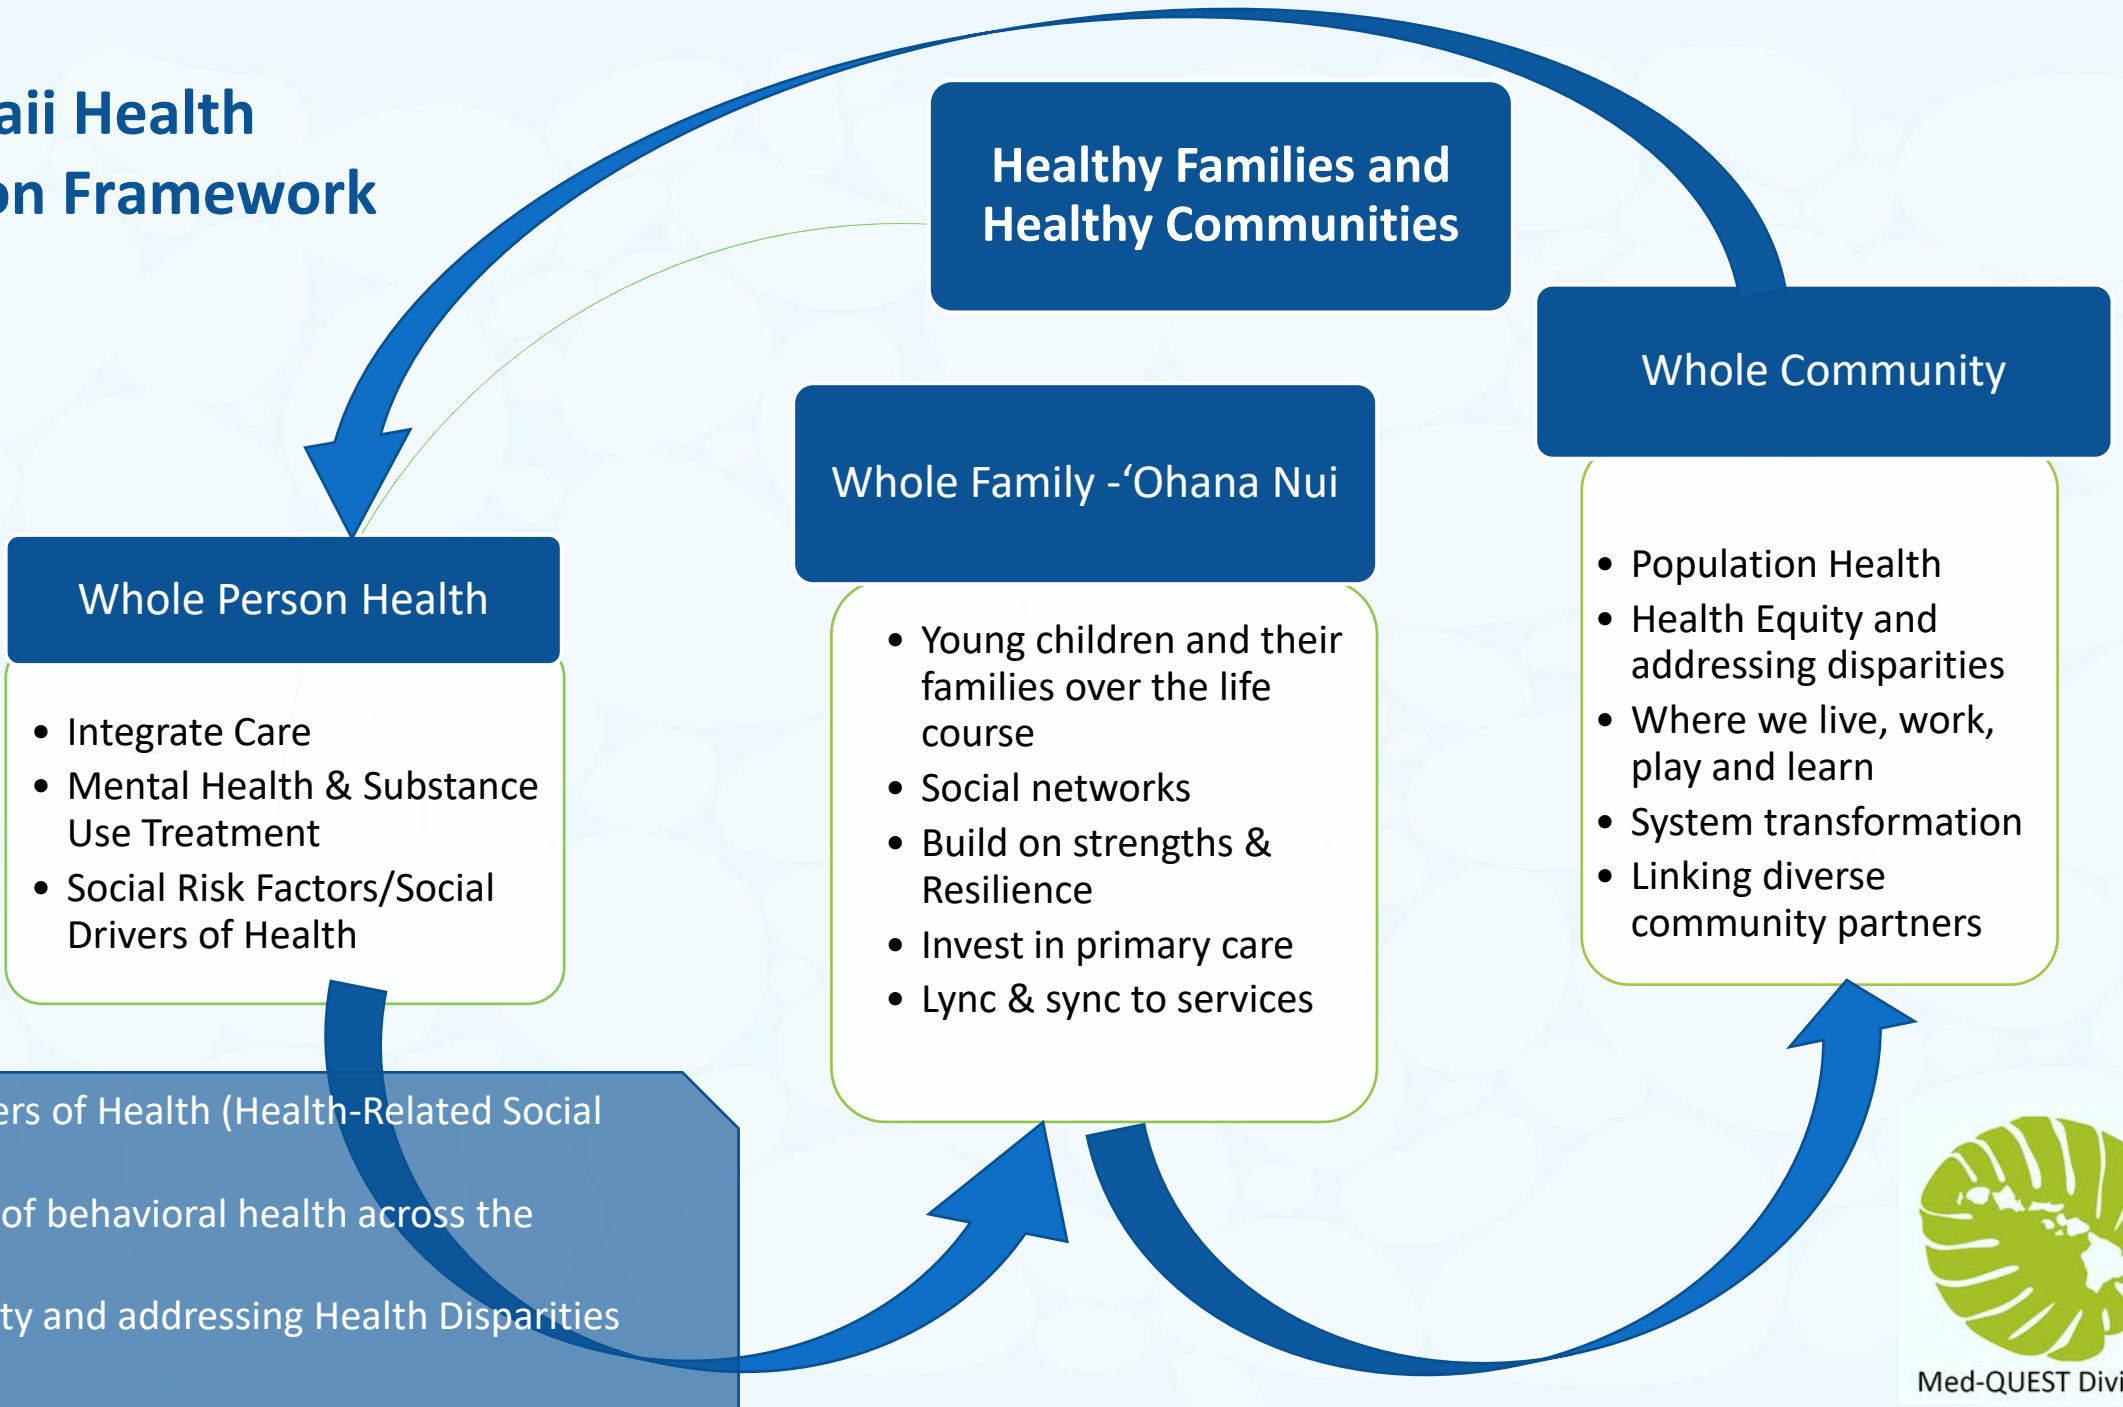 aii Health
on Framework
Healthy Families and
Healthy Communities
Whole Person Health
• Integrate Care
• Mental Health & Substance
Use Treatment
• Social Risk Factors/Social
Drivers of Health
Whole Family -‘Ohana Nui
• Young children and their
families over the life
course
• Social networks
• Build on strengths &
Resilience
• Invest in primary care
• Lync & sync to services
Whole Community
• Population Health
• Health Equity and
addressing disparities
• Where we live, work,
play and learn
• System transformation
• Linking diverse
community partners
ers of Health (Health-Related Social
of behavioral health across the
ty and addressing Health Disparities
Med-QUEST Divi